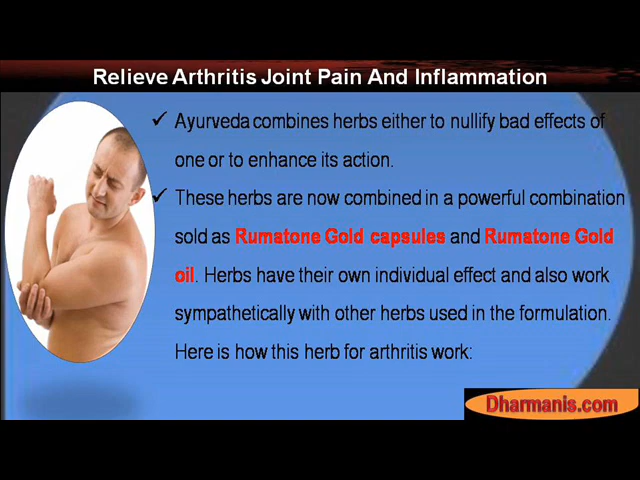 Relieve Arthritis Joint Pain And Inflammation
✓ Ayurveda combines herbs either to nullify bad effects of
one or to enhance its action.
✓ These herbs are now combined in a powerful combination
sold as Rumatone Gold capsules and Rumatone Gold
oil. Herbs have their own individual effect and also work
sympathetically with other herbs used in the formulation.
Here is how this herb for arthritis work:
Dharmanis.com